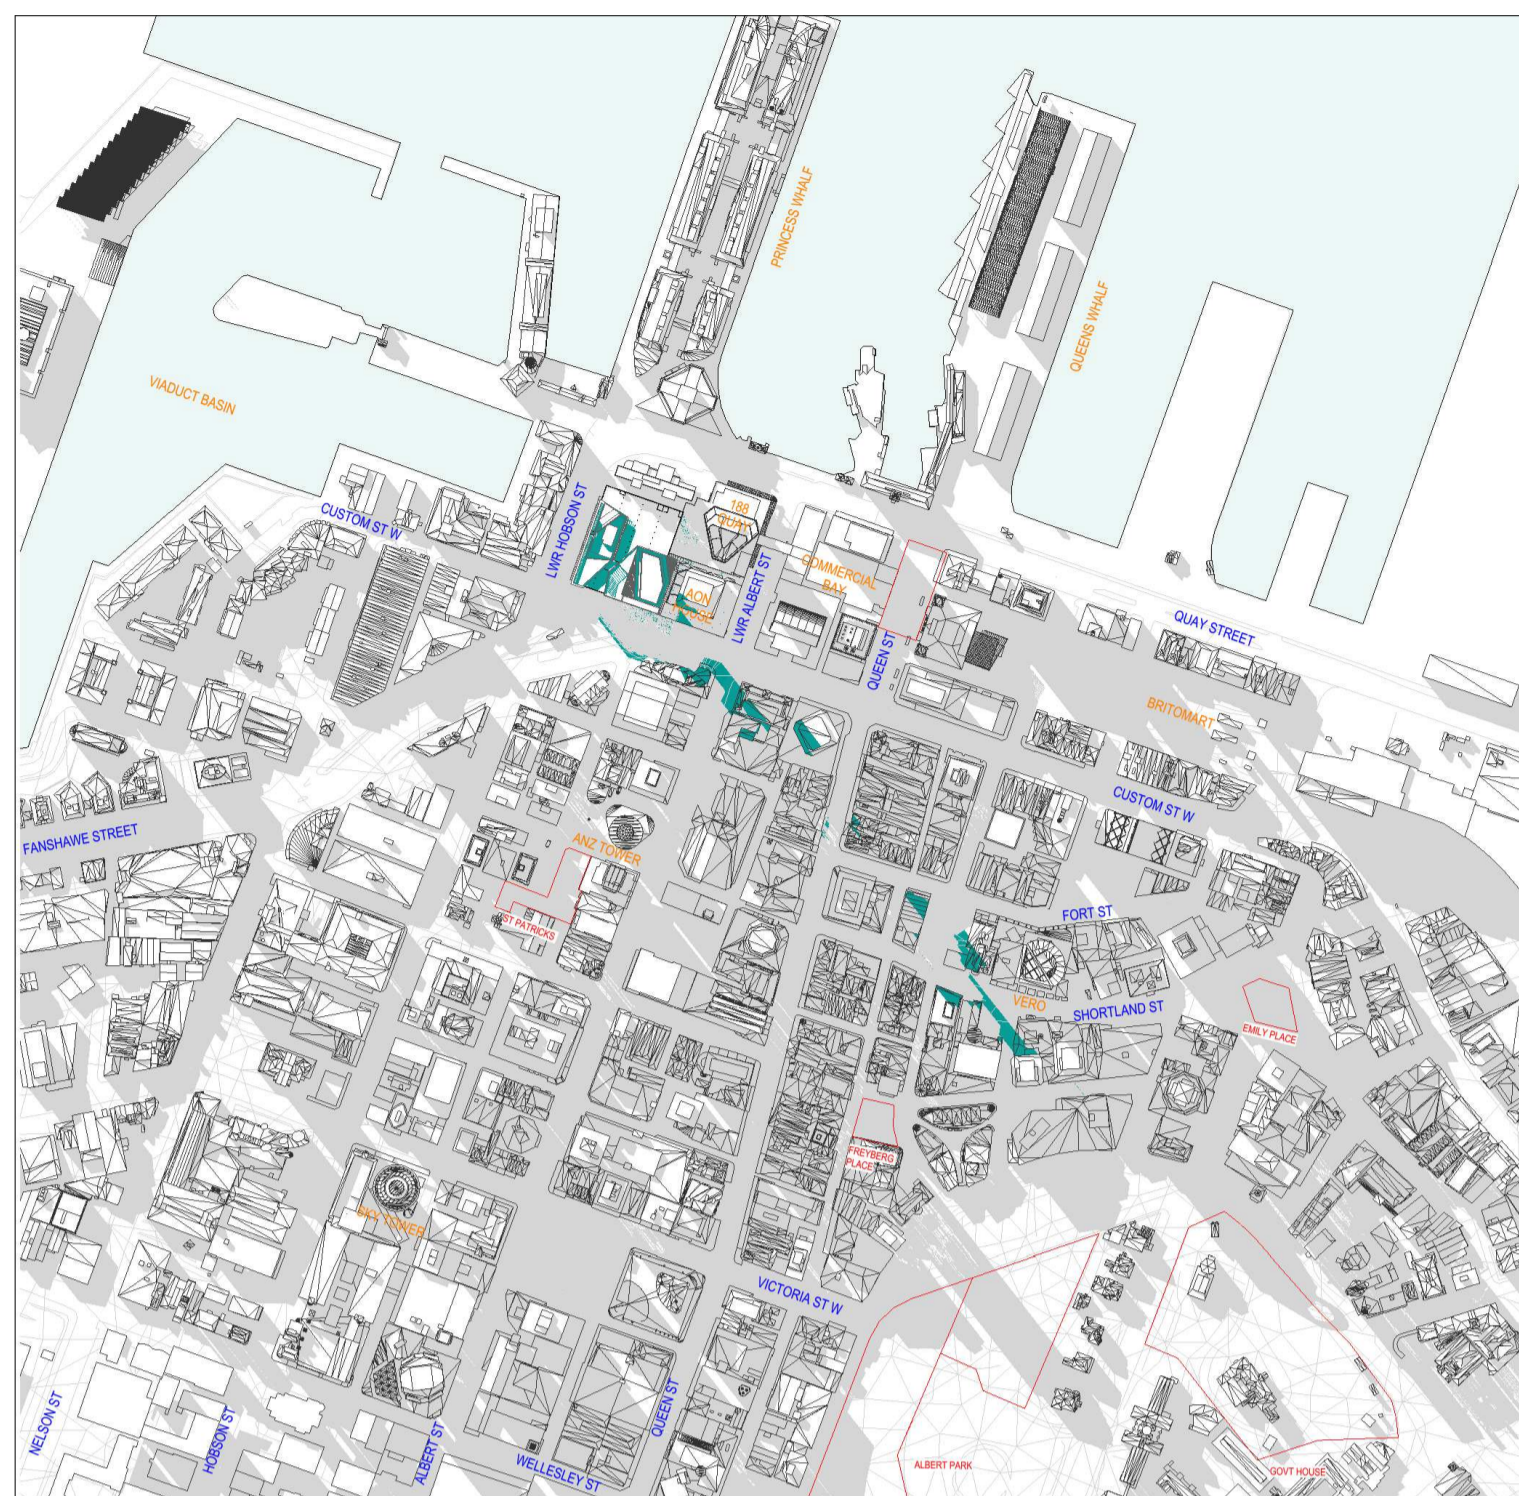 PRINCESS WHALF
QUEENS WHALF
VIADUCT BASIN
CUSTOM ST W
LWR HOBSON ST
188
QUAY
LWR ALBERT ST
COMMERCIAL
BAY
AON
HOUSE
QUEEN ST
QUAY STREET
BRITOMART
CUSTOM ST W
FANSHAWE STREET
ANZ TOWER
ST PATRICKS
FORT ST
VERO
SHORTLAND ST
EMILY PLACE
FREYBERG
PLACE
SKY TOWER
VICTORIA ST W
NELSON ST
HOBSON ST
ALBERT ST
WELLESLEY ST
QUEEN ST
ALBERT PARK
GOVT HOUSE